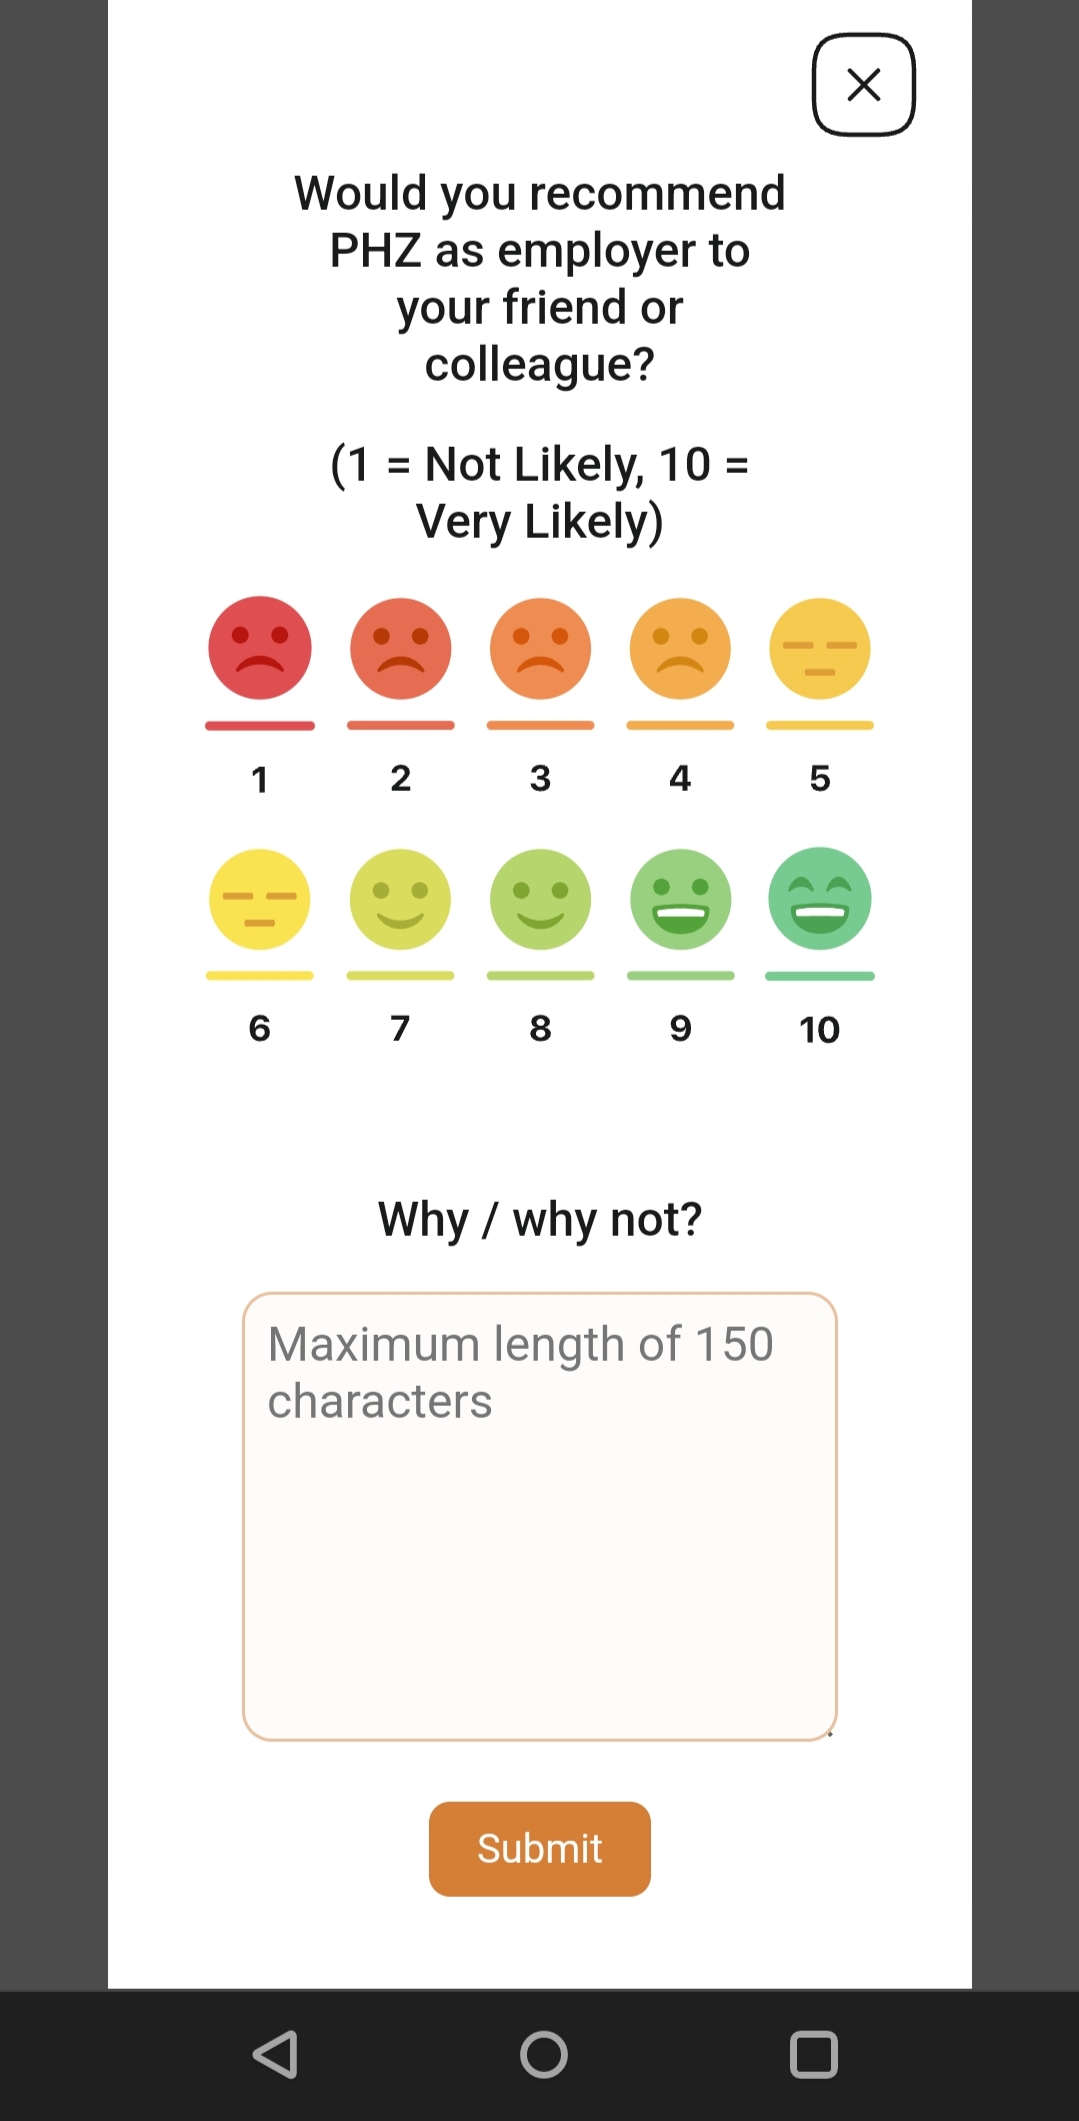 Would you recommend
PHZ as employer to
your friend or
colleague?
(1 = Not Likely, 10 =
Very Likely)
1 2 3 4 5
6 7 8 9 10
Why / why not?
Maximum length of 150
characters
Submit